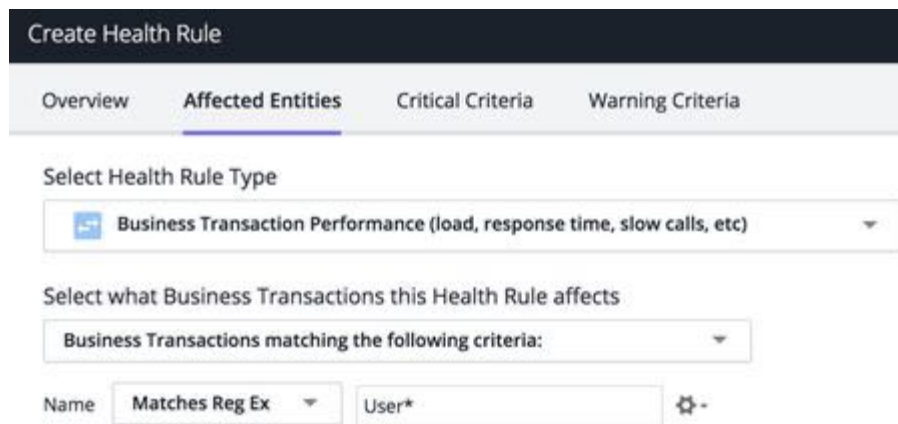 Create Health Rule
Overview Affected Entities Critical Criteria Warning Criteria
Select Health Rule Type
Business Transaction Performance (load, response time, slow calls, etc)
Select what Business Transactions this Health Rule affects
Business Transactions matching the following criteria:
Name Matches Reg Ex User*